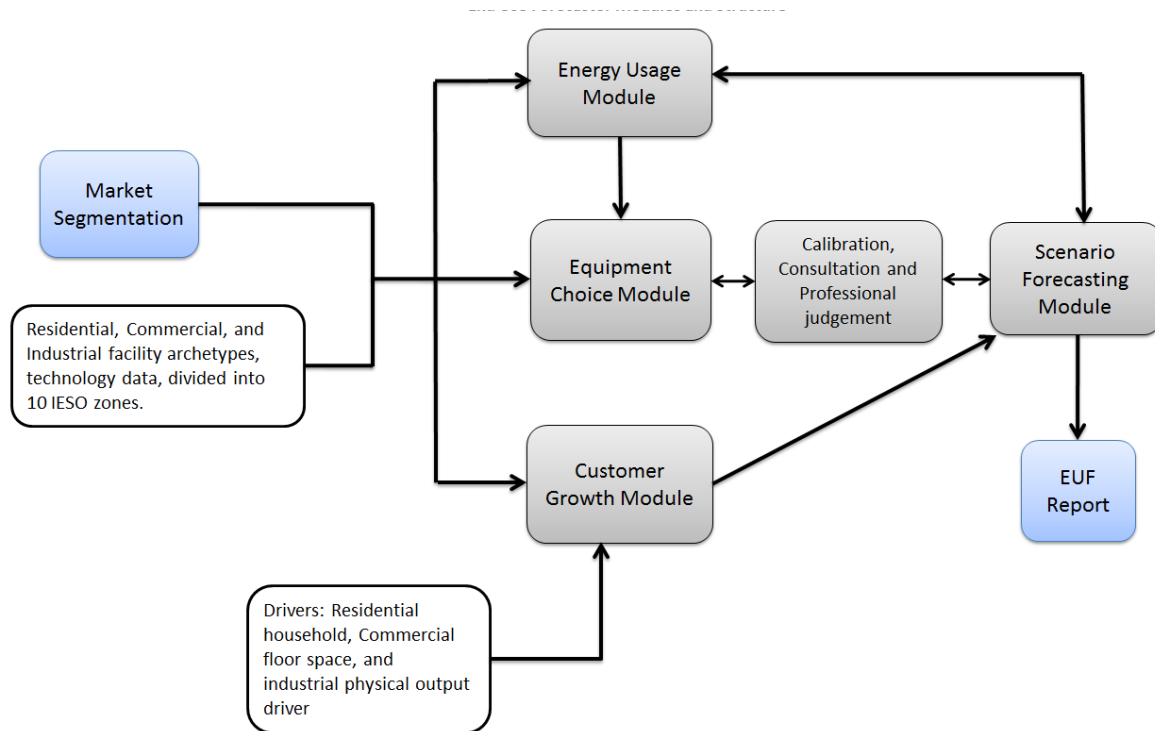 Energy Usage
Module
Market
Segmentation
Equipment
Choice Module
Calibration,
Consultation and
Professional
judgement
Scenario
Forecasting
Module
Residential, Commercial, and
Industrial facility archetypes,
technology data, divided into
10 IESO zones.
Customer
Growth Module
EUF
Report
Drivers: Residential
household, Commercial
floor space, and
industrial physical output
driver